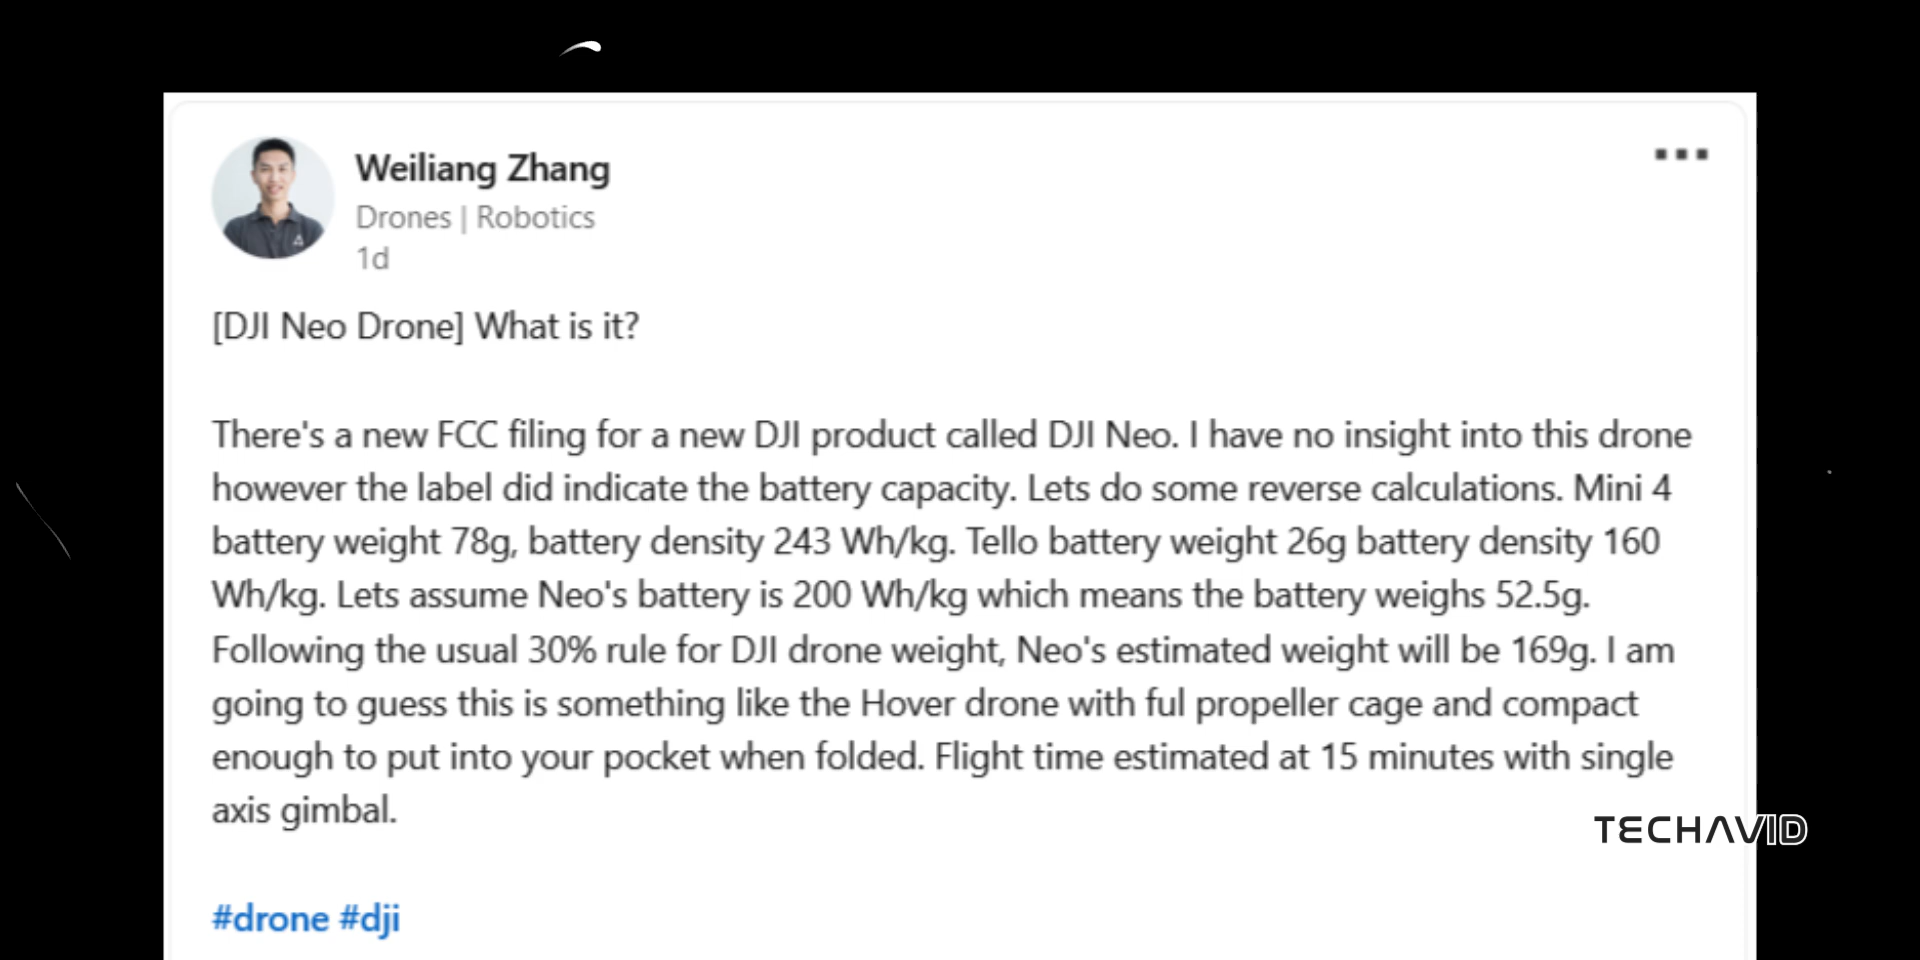 Weiliang Zhang
Drones | Robotics
1d
[DJI Neo Drone] What is it?
There's a new FCC filing for a new DJI product called DJI Neo. I have no insight into this drone
however the label did indicate the battery capacity. Lets do some reverse calculations. Mini 4
battery weight 78g, battery density 243 Wh/kg. Tello battery weight 26g battery density 160
Wh/kg. Lets assume Neo's battery is 200 Wh/kg which means the battery weighs 52.5g.
Following the usual 30% rule for DJI drone weight, Neo's estimated weight will be 169g. I am
going to guess this is something like the Hover drone with ful propeller cage and compact
enough to put into your pocket when folded. Flight time estimated at 15 minutes with single
axis gimbal.
TECHAVID
#drone #dji